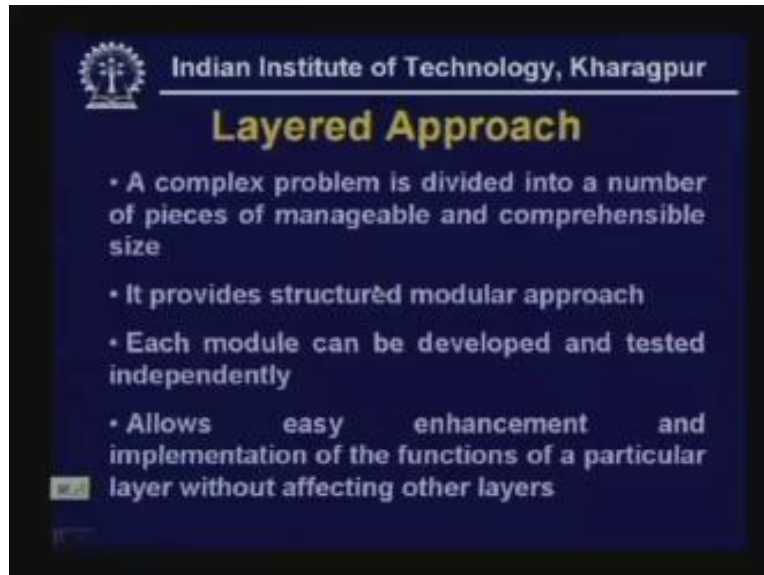 Indian Institute of Technology, Kharagpur
Layered Approach
• A complex problem is divided into a number
of pieces of manageable and comprehensible
size
• It provides structured modular approach
• Each module can be developed and tested
independently
• Allows easy enhancement and
implementation of the functions of a particular
layer without affecting other layers